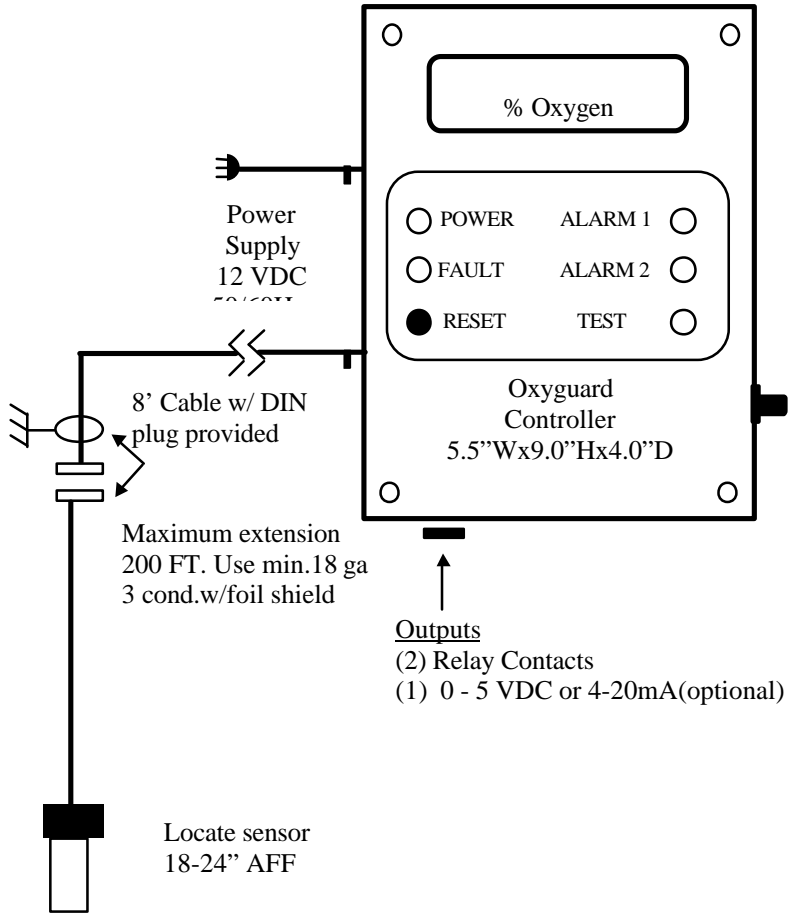 % Oxygen
POWER ALARM 1
FAULT ALARM 2
RESET TEST
Power
Supply
12 VDC
Oxyguard
Controller
5.5”Wx9.0”Hx4.0”D
8’ Cable w/ DIN
plug provided
Maximum extension
200 FT. Use min.18 ga
3 cond.w/foil shield
Outputs
(2) Relay Contacts
(1) 0 - 5 VDC or 4-20mA(optional)
Locate sensor
18-24” AFF